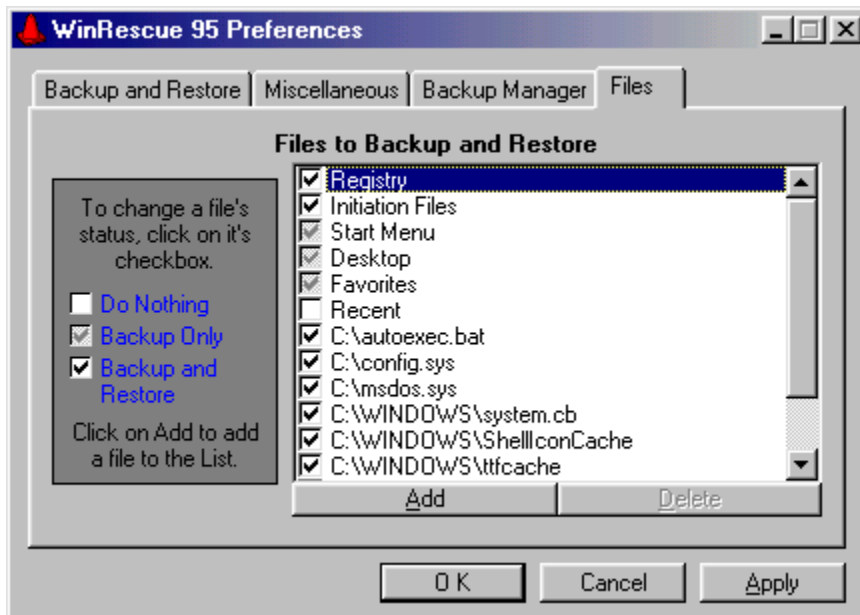 WinRescue 95 Preferences
Backup and Restore Miscellaneous Backup Manager Files
Files to Backup and Restore
To change a file's
status, click on it's
checkbox.
Do Nothing
Backup Only
Backup and
Restore
Click on Add to add
a file to the List.
Registry
Initiation Files
Start Menu
Desktop
Favorites
Recent
C:\autoexec.bat
C:\config.sys
C:\msdos.sys
C:\WINDOWS\system.cb
C:\WINDOWS\ShellIconCache
C:\WINDOWS\ttfcache
Add Delete
OK Cancel Apply